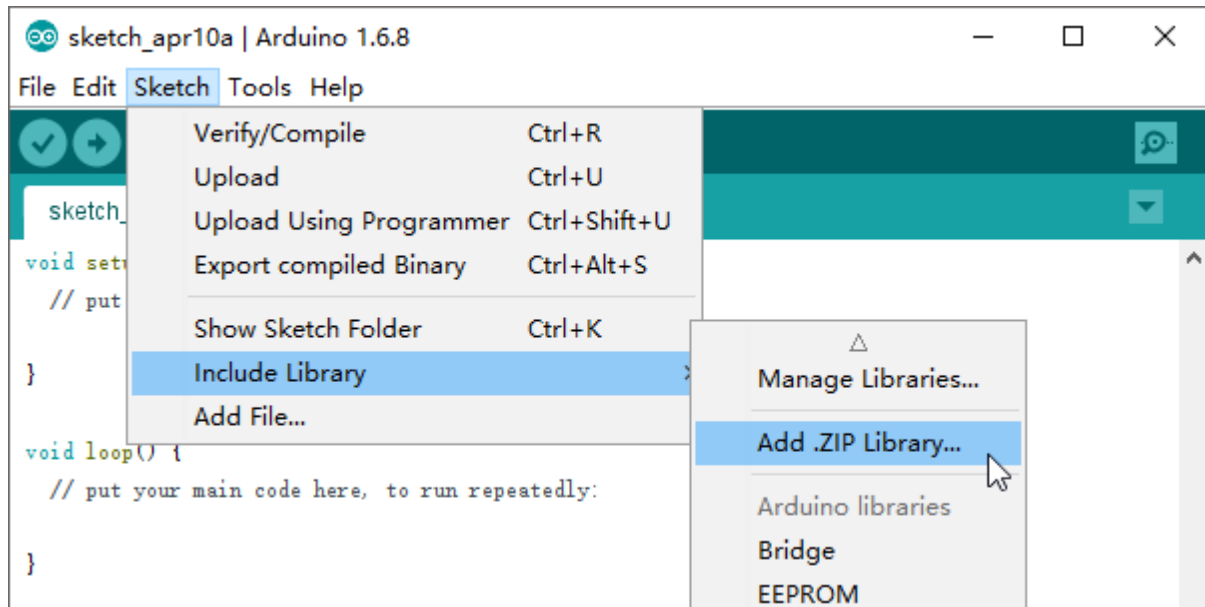 sketch_apr10a | Arduino 1.6.8
File Edit Sketch Tools Help
Verify/Compile Ctrl+R
Upload Ctrl+U
Upload Using Programmer Ctrl+Shift+U
Export compiled Binary Ctrl+Alt+S
Show Sketch Folder Ctrl+K
Include Library
Add File...
Manage Libraries...
Add .ZIP Library...
Arduino libraries
Bridge
EEPROM
sketch_
void setu
// put
}
void loop() {
// put your main code here, to run repeatedly:
}